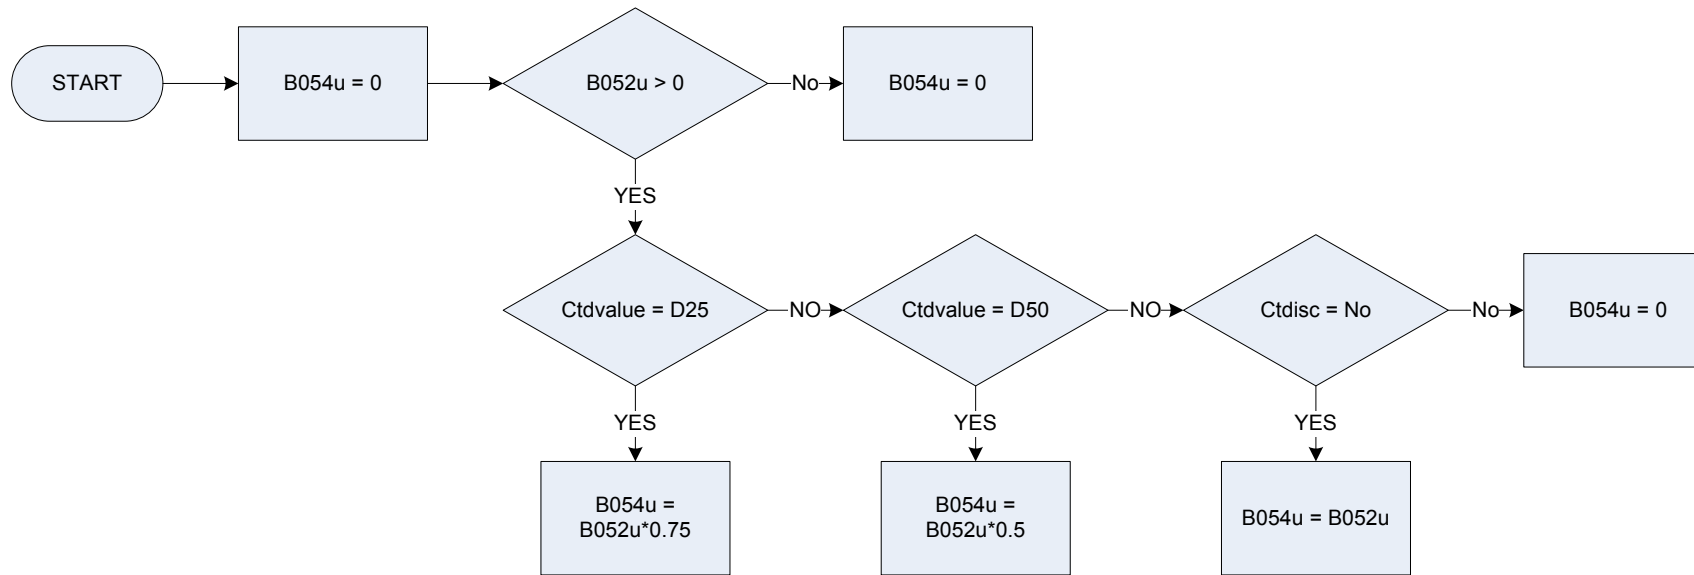 START
B054u = 0
B052u > 0
No
B054u = 0
YES
Ctdvalue = D25
NO
Ctdvalue = D50
NO
Ctdisc = No
No
B054u = 0
YES
YES
YES
B054u =
B052u*0.75
B054u =
B052u*0.5
B054u = B052u